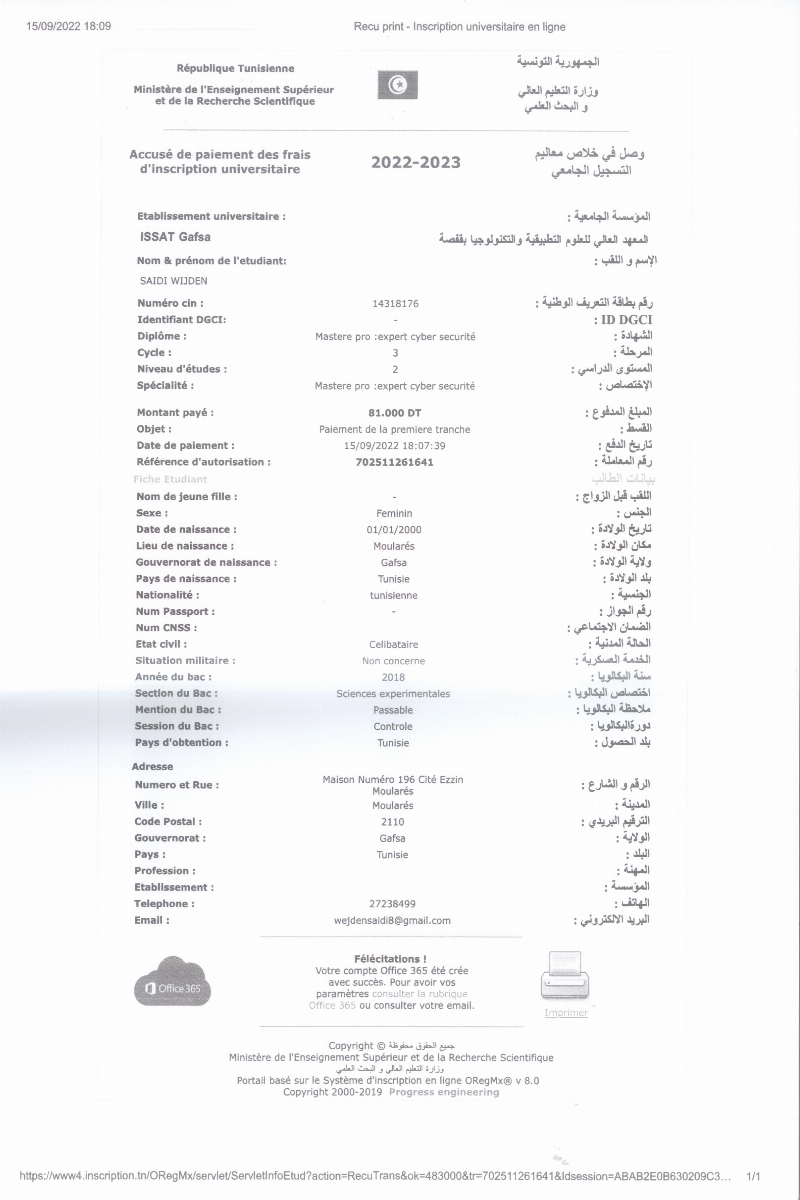 15/09/2022 18:09 Recu print - Inscription universitaire en ligne
République Tunisienne الجمهورية التونسية
Ministère de l'Enseignement Supérieur وزارة التعليم العالي
et de la Recherche Scientifique و البحث العلمي
Accusé de paiement des frais 2022-2023 وصل في خلاص معاليم
d'inscription universitaire التسجيل الجامعي
Etablissement universitaire : المؤسسة الجامعية :
ISSAT Gafsa المعهد العالي للعلوم التطبيقية والتكنولوجيا بقفصة
Nom & prénom de l'etudiant: الإسم و اللقب :
SAIDI WIJDEN
Numéro cin : 14318176 رقم بطاقة التعريف الوطنية :
Identifiant DGCI: - ID DGCI :
Diplôme : Mastere pro :expert cyber securité الشهادة :
Cycle : 3 المرحلة :
Niveau d'études : 2 المستوى الدراسي :
Spécialité : Mastere pro :expert cyber securité الإختصاص :
Montant payé : 81.000 DT المبلغ المدفوع :
Objet : Paiement de la premiere tranche القسط :
Date de paiement : 15/09/2022 18:07:39 تاريخ الدفع :
Référence d'autorisation : 702511261641 رقم المعاملة :
Fiche Etudiant بيانات الطالب
Nom de jeune fille : - اللقب قبل الزواج :
Sexe : Feminin الجنس :
Date de naissance : 01/01/2000 تاريخ الولادة :
Lieu de naissance : Moularés مكان الولادة :
Gouvernorat de naissance : Gafsa ولاية الولادة :
Pays de naissance : Tunisie بلد الولادة :
Nationalité : tunisienne الجنسية :
Num Passport : - رقم الجواز :
Num CNSS : الضمان الاجتماعي :
Etat civil : Celibataire الحالة المدنية :
Situation militaire : Non concerne الخدمة العسكرية :
Année du bac : 2018 سنة البكالويا :
Section du Bac : Sciences experimentales اختصاص البكالويا :
Mention du Bac : Passable ملاحظة البكالويا :
Session du Bac : Controle دورةالبكالويا :
Pays d'obtention : Tunisie بلد الحصول :
Adresse
Numero et Rue : Maison Numéro 196 Cité Ezzin الرقم و الشارع :
Moularés
Ville : Moularés المدينة :
Code Postal : 2110 الترقيم البريدي :
Gouvernorat : Gafsa الولاية :
Pays : Tunisie البلد :
Profession : المهنة :
Etablissement : المؤسسة :
Telephone : 27238499 الهاتف :
Email : wejdensaidi8@gmail.com البريد الالكتروني :
Office 365
Félécitations !
Votre compte Office 365 été crée
avec succès. Pour avoir vos
paramètres consulter la rubrique
Office 365 ou consulter votre email.
Imprimer
Copyright © جميع الحقوق محفوظة
Ministère de l'Enseignement Supérieur et de la Recherche Scientifique
وزارة التعليم العالي و البحث العلمي
Portail basé sur le Système d'inscription en ligne ORegMx® v 8.0
Copyright 2000-2019 Progress engineering
https://www4.inscription.tn/ORegMx/servlet/ServletInfoEtud?action=RecuTrans&ok=483000&tr=702511261641&Idsession=ABAB2E0B630209C3... 1/1